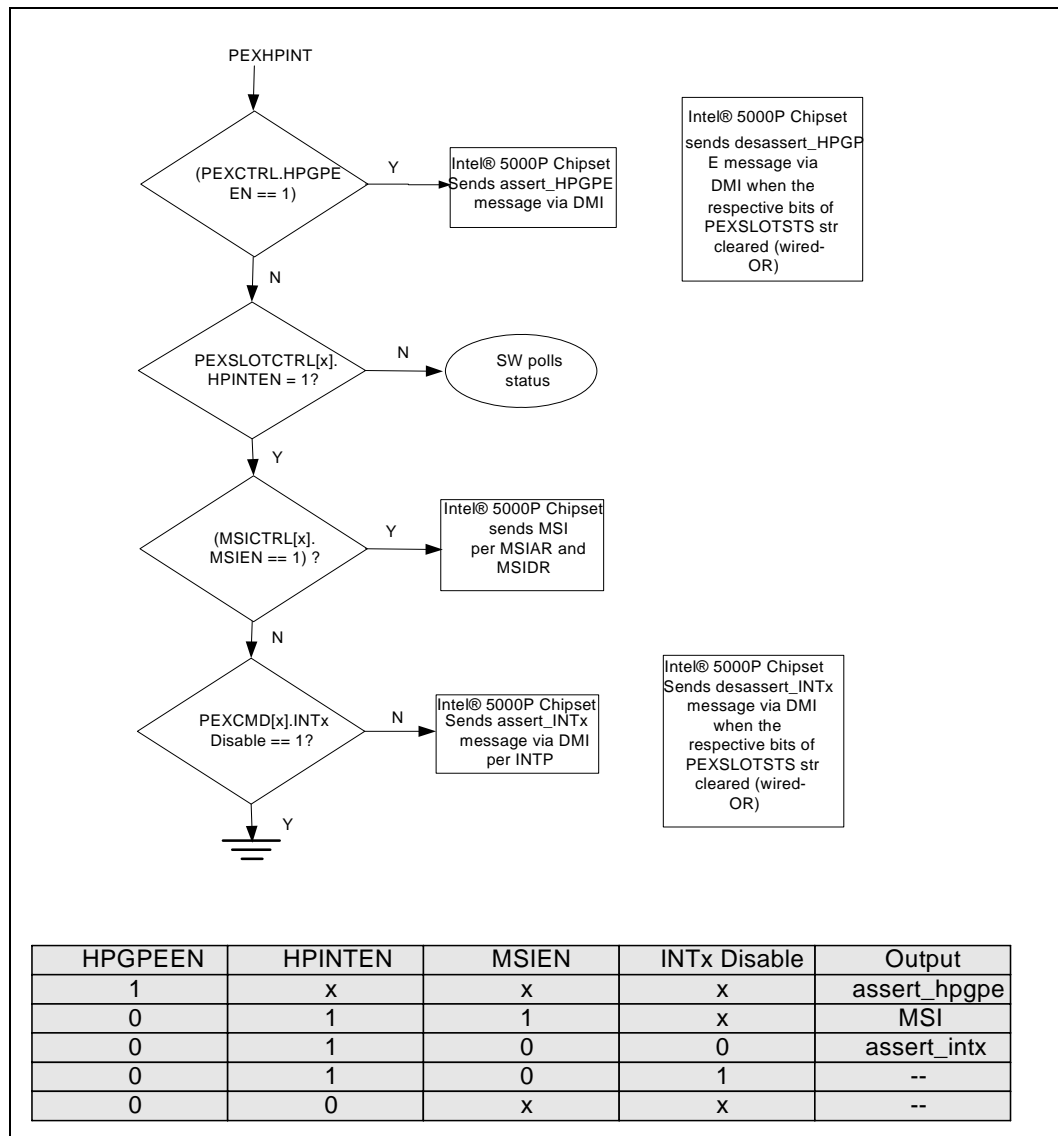 PEXHPINT
(PEXCTRL.HPGPE
EN == 1)
Y
Intel® 5000P Chipset
Sends assert_HPGPE
message via DMI
Intel® 5000P Chipset
sends desassert_HPGP
E message via
DMI when the
respective bits of
PEXSLOTSTS str
cleared (wired-
OR)
N
PEXSLOTCTRL[x].
HPINTEN = 1?
N
SW polls
status
Y
(MSICTRL[x].
MSIEN == 1) ?
Y
Intel® 5000P Chipset
sends MSI
per MSIAR and
MSIDR
N
PEXCMD[x].INTx
Disable == 1?
N
Intel® 5000P Chipset
Sends assert_INTx
message via DMI
per INTP
Intel® 5000P Chipset
Sends desassert_INTx
message via DMI
when the
respective bits of
PEXSLOTSTS str
cleared (wired-
OR)
Y
HPGPEEN HPINTEN MSIEN INTx Disable Output
1 x x x assert_hpgpe
0 1 1 x MSI
0 1 0 0 assert_intx
0 1 0 1 --
0 0 x x --